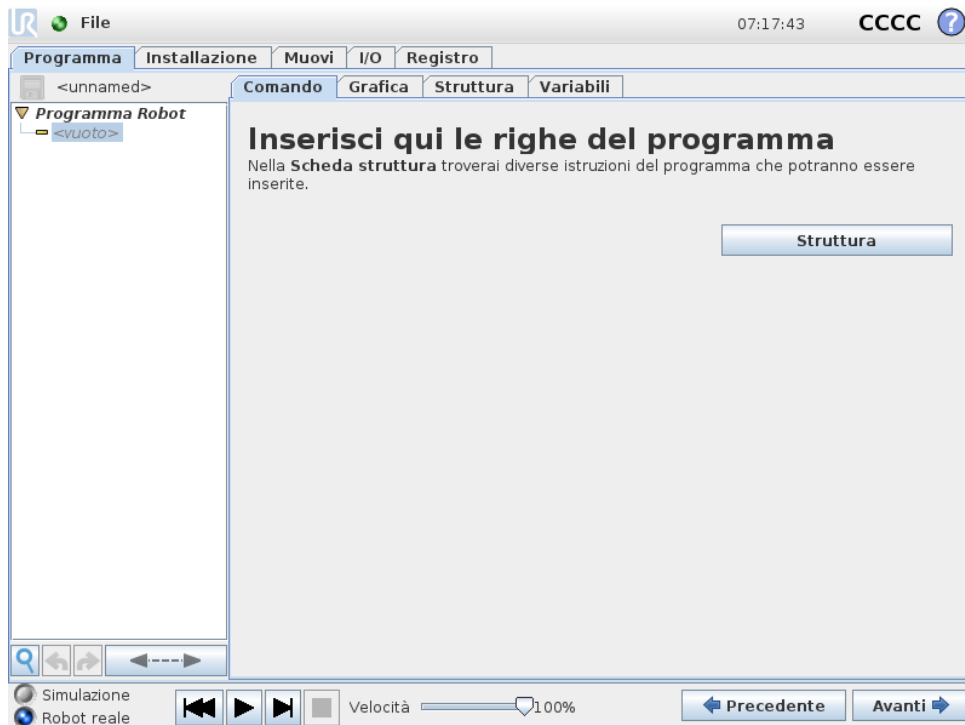 UR
File
07:17:43
CCCC
?
Programma
Installazione
Muovi
I/O
Registro
<unnamed>
Comando
Grafica
Struttura
Variabili
Programma Robot
<vuoto>
Inserisci qui le righe del programma
Nella Scheda struttura troverai diverse istruzioni del programma che potranno essere
inserite.
Struttura
Simulazione
Robot reale
Velocità
100%
Precedente
Avanti